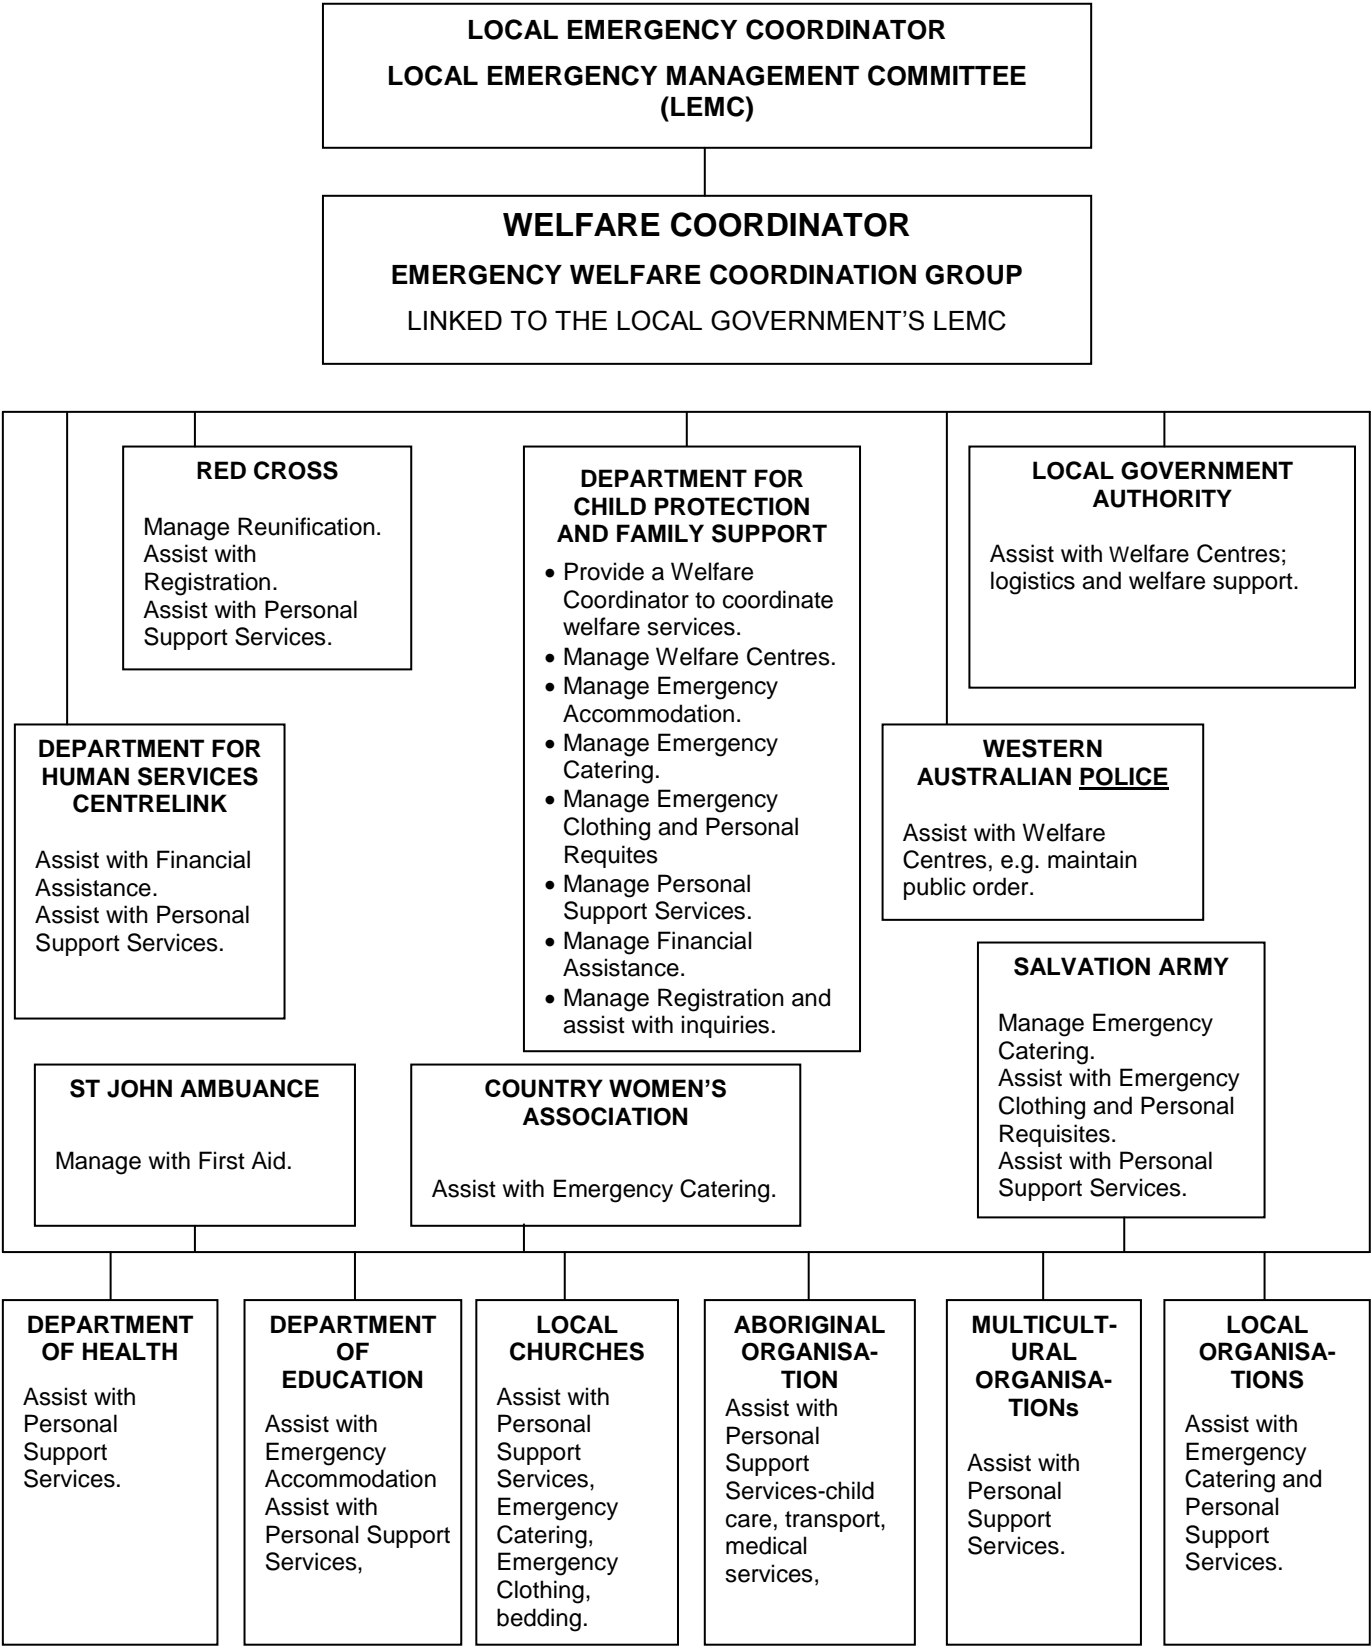 LOCAL EMERGENCY COORDINATOR
LOCAL EMERGENCY MANAGEMENT COMMITTEE
(LEMC)
WELFARE COORDINATOR
EMERGENCY WELFARE COORDINATION GROUP
LINKED TO THE LOCAL GOVERNMENT'S LEMC
RED CROSS
Manage Reunification.
Assist with
Registration.
Assist with Personal
Support Services.
DEPARTMENT FOR
CHILD PROTECTION
AND FAMILY SUPPORT
• Provide a Welfare
Coordinator to coordinate
welfare services.
• Manage Welfare Centres.
• Manage Emergency
Accommodation.
• Manage Emergency
Catering.
• Manage Emergency
Clothing and Personal
Requites
• Manage Personal
Support Services.
• Manage Financial
Assistance.
• Manage Registration and
assist with inquiries.
LOCAL GOVERNMENT
AUTHORITY
Assist with Welfare Centres;
logistics and welfare support.
DEPARTMENT FOR
HUMAN SERVICES
CENTRELINK
Assist with Financial
Assistance.
Assist with Personal
Support Services.
WESTERN
AUSTRALIAN POLICE
Assist with Welfare
Centres, e.g. maintain
public order.
SALVATION ARMY
Manage Emergency
Catering.
Assist with Emergency
Clothing and Personal
Requisites.
Assist with Personal
Support Services.
ST JOHN AMBUANCE
Manage with First Aid.
COUNTRY WOMEN'S
ASSOCIATION
Assist with Emergency Catering.
DEPARTMENT
OF HEALTH
Assist with
Personal
Support
Services.
DEPARTMENT
OF
EDUCATION
Assist with
Emergency
Accommodation
Assist with
Personal Support
Services,
LOCAL
CHURCHES
Assist with
Personal
Support
Services,
Emergency
Catering,
Emergency
Clothing,
bedding.
ABORIGINAL
ORGANISA-
TION
Assist with
Personal
Support
Services-child
care, transport,
medical
services,
MULTICULT-
URAL
ORGANISA-
TIONs
Assist with
Personal
Support
Services.
LOCAL
ORGANISA-
TIONS
Assist with
Emergency
Catering and
Personal
Support
Services.